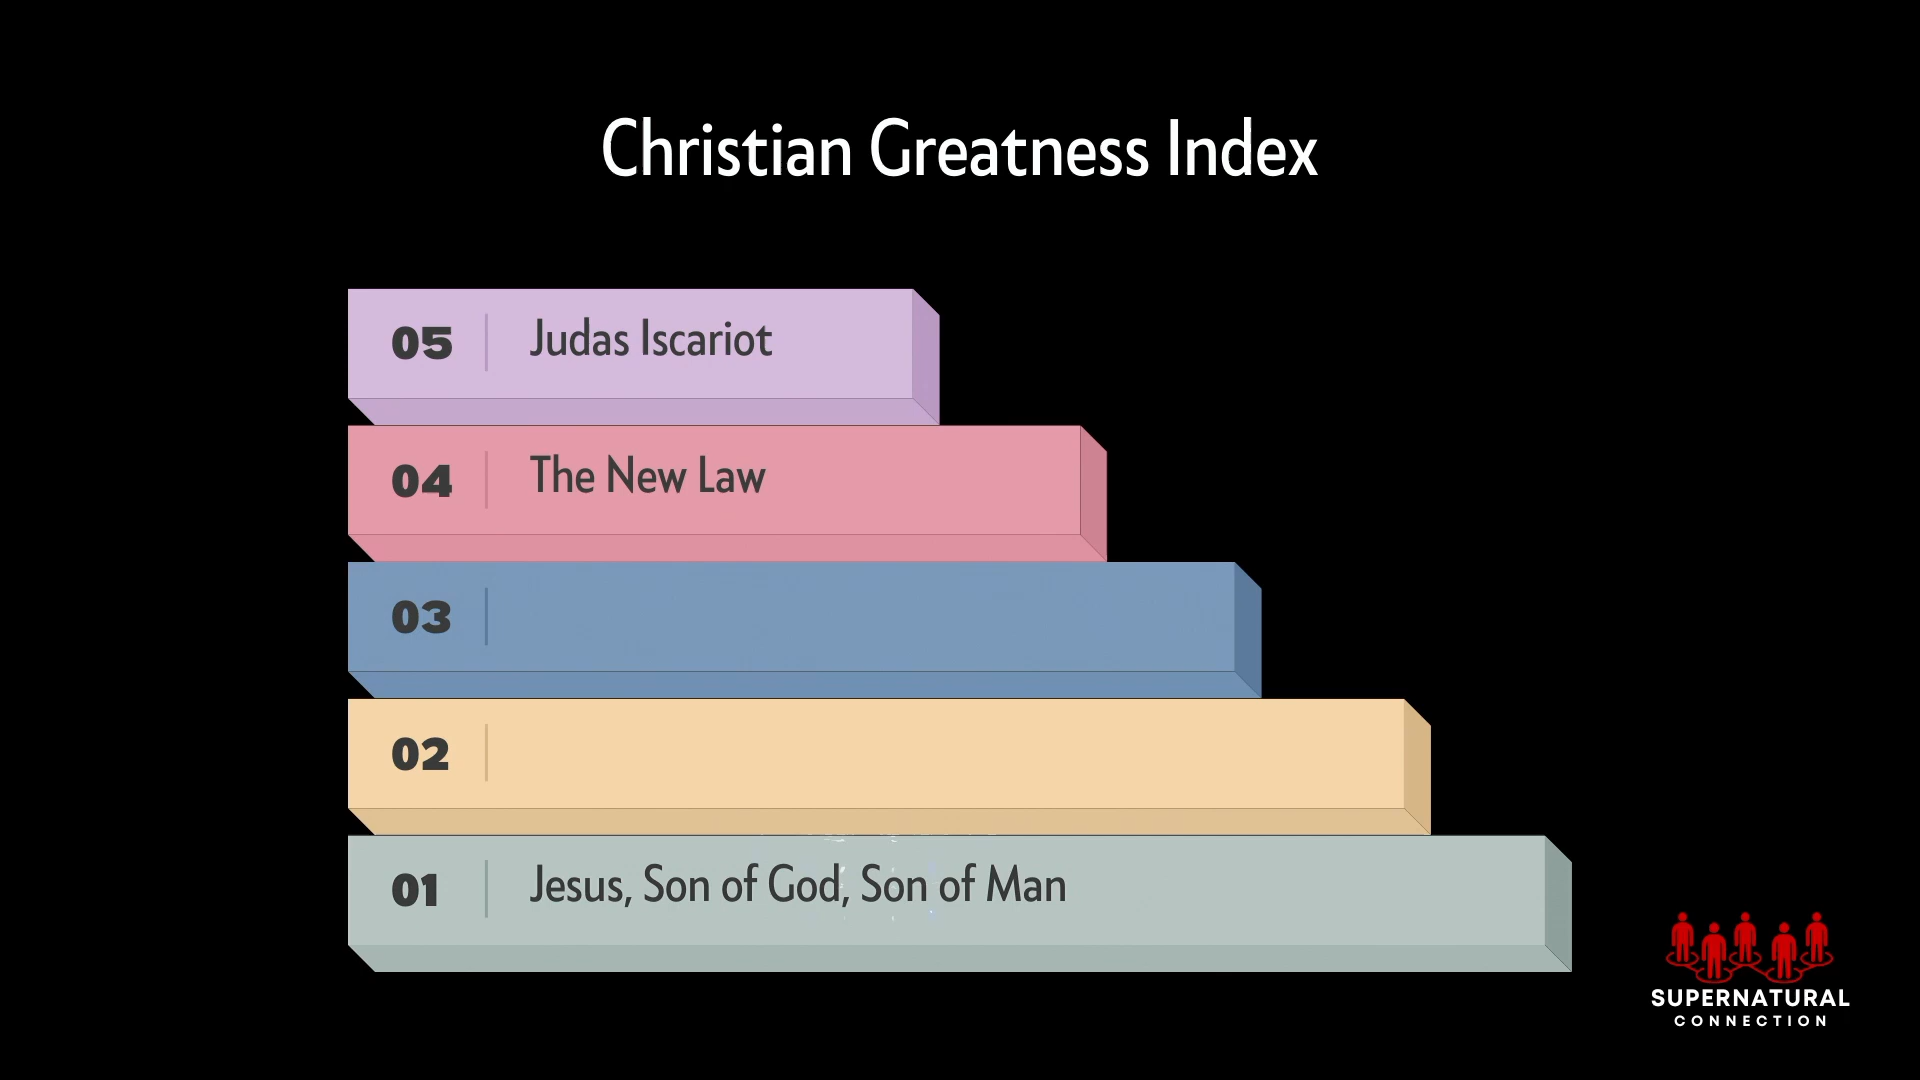 Christian Greatness Index
05 Judas Iscariot
04 The New Law
03
02
01 Jesus, Son of God, Son of Man
SUPERNATURAL
CONNECTION